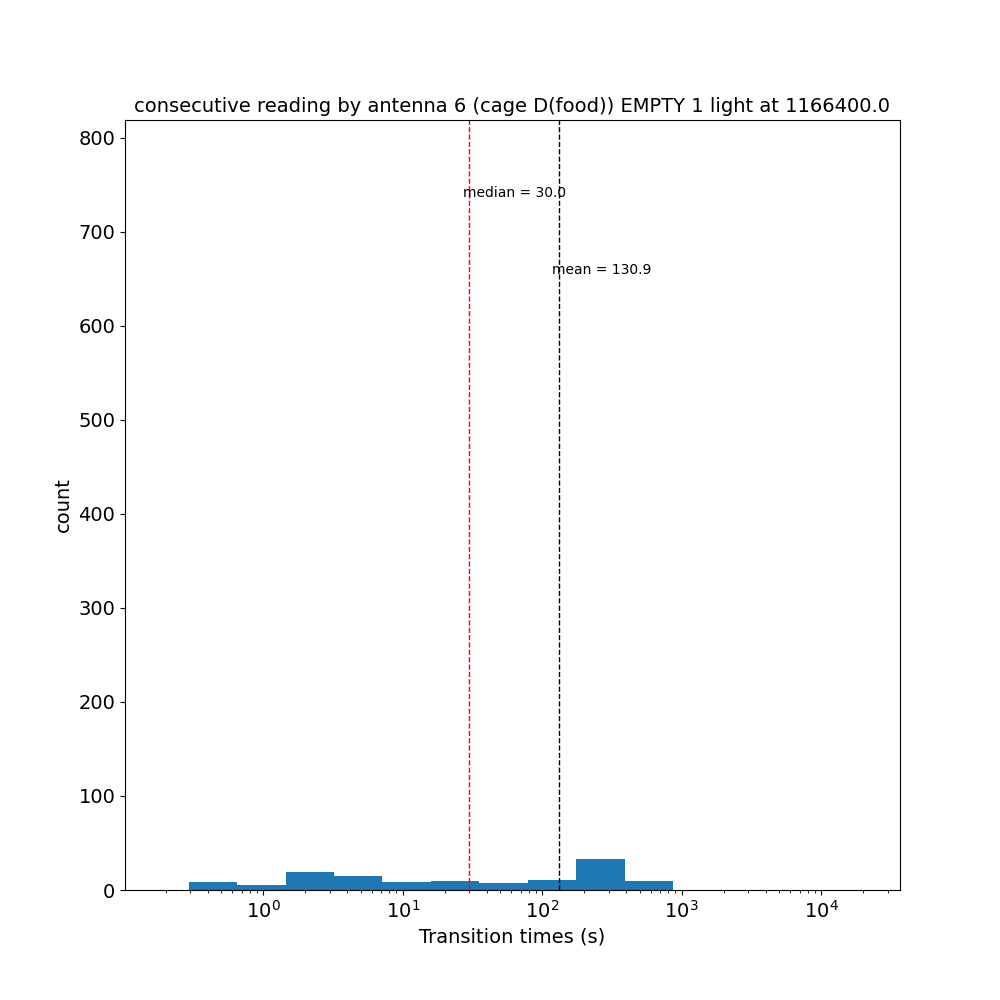 consecutive reading by antenna 6 (cage D(food)) EMPTY 1 light at 1166400.0
800
median = 30.0
700
mean = 130.9
600
500
count
400
300
200
100
0
10⁰ 10¹ 10² 10³ 10⁴
Transition times (s)